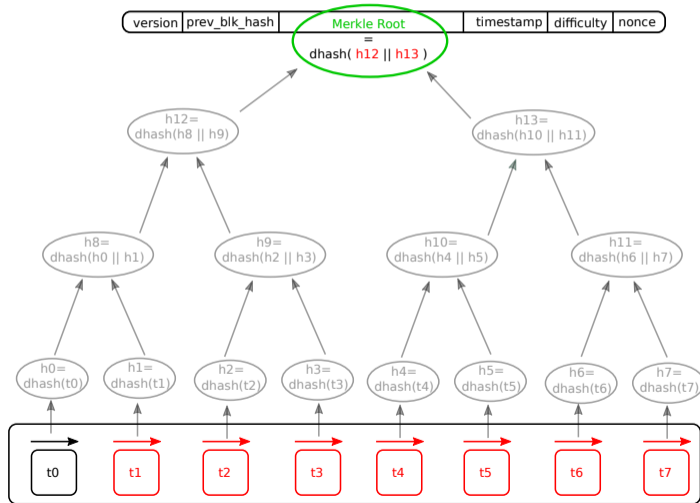 version prev_blk_hash Merkle Root timestamp difficulty nonce
=
dhash( h12 || h13 )
h12=
dhash(h8 || h9)
h13=
dhash(h10 || h11)
h8=
dhash(h0 || h1)
h9=
dhash(h2 || h3)
h10=
dhash(h4 || h5)
h11=
dhash(h6 || h7)
h0=
dhash(t0)
h1=
dhash(t1)
h2=
dhash(t2)
h3=
dhash(t3)
h4=
dhash(t4)
h5=
dhash(t5)
h6=
dhash(t6)
h7=
dhash(t7)
t0 t1 t2 t3 t4 t5 t6 t7